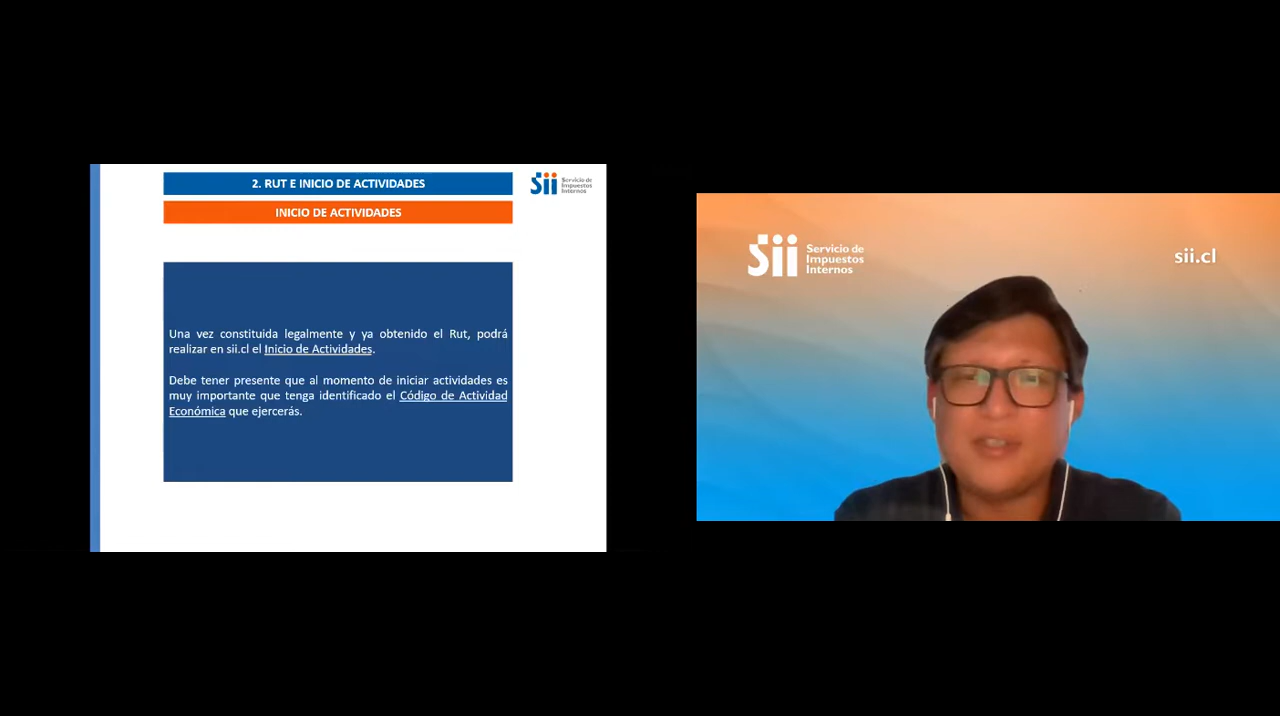 2. RUT E INICIO DE ACTIVIDADES
Sii Servicio de
Impuestos
Internos
INICIO DE ACTIVIDADES
Una vez constituida legalmente y ya obtenido el Rut, podrá
realizar en sii.cl el Inicio de Actividades.
Debe tener presente que al momento de iniciar actividades es
muy importante que tenga identificado el Código de Actividad
Económica que ejercerás.
Sii Servicio de
Impuestos
Internos
sii.cl